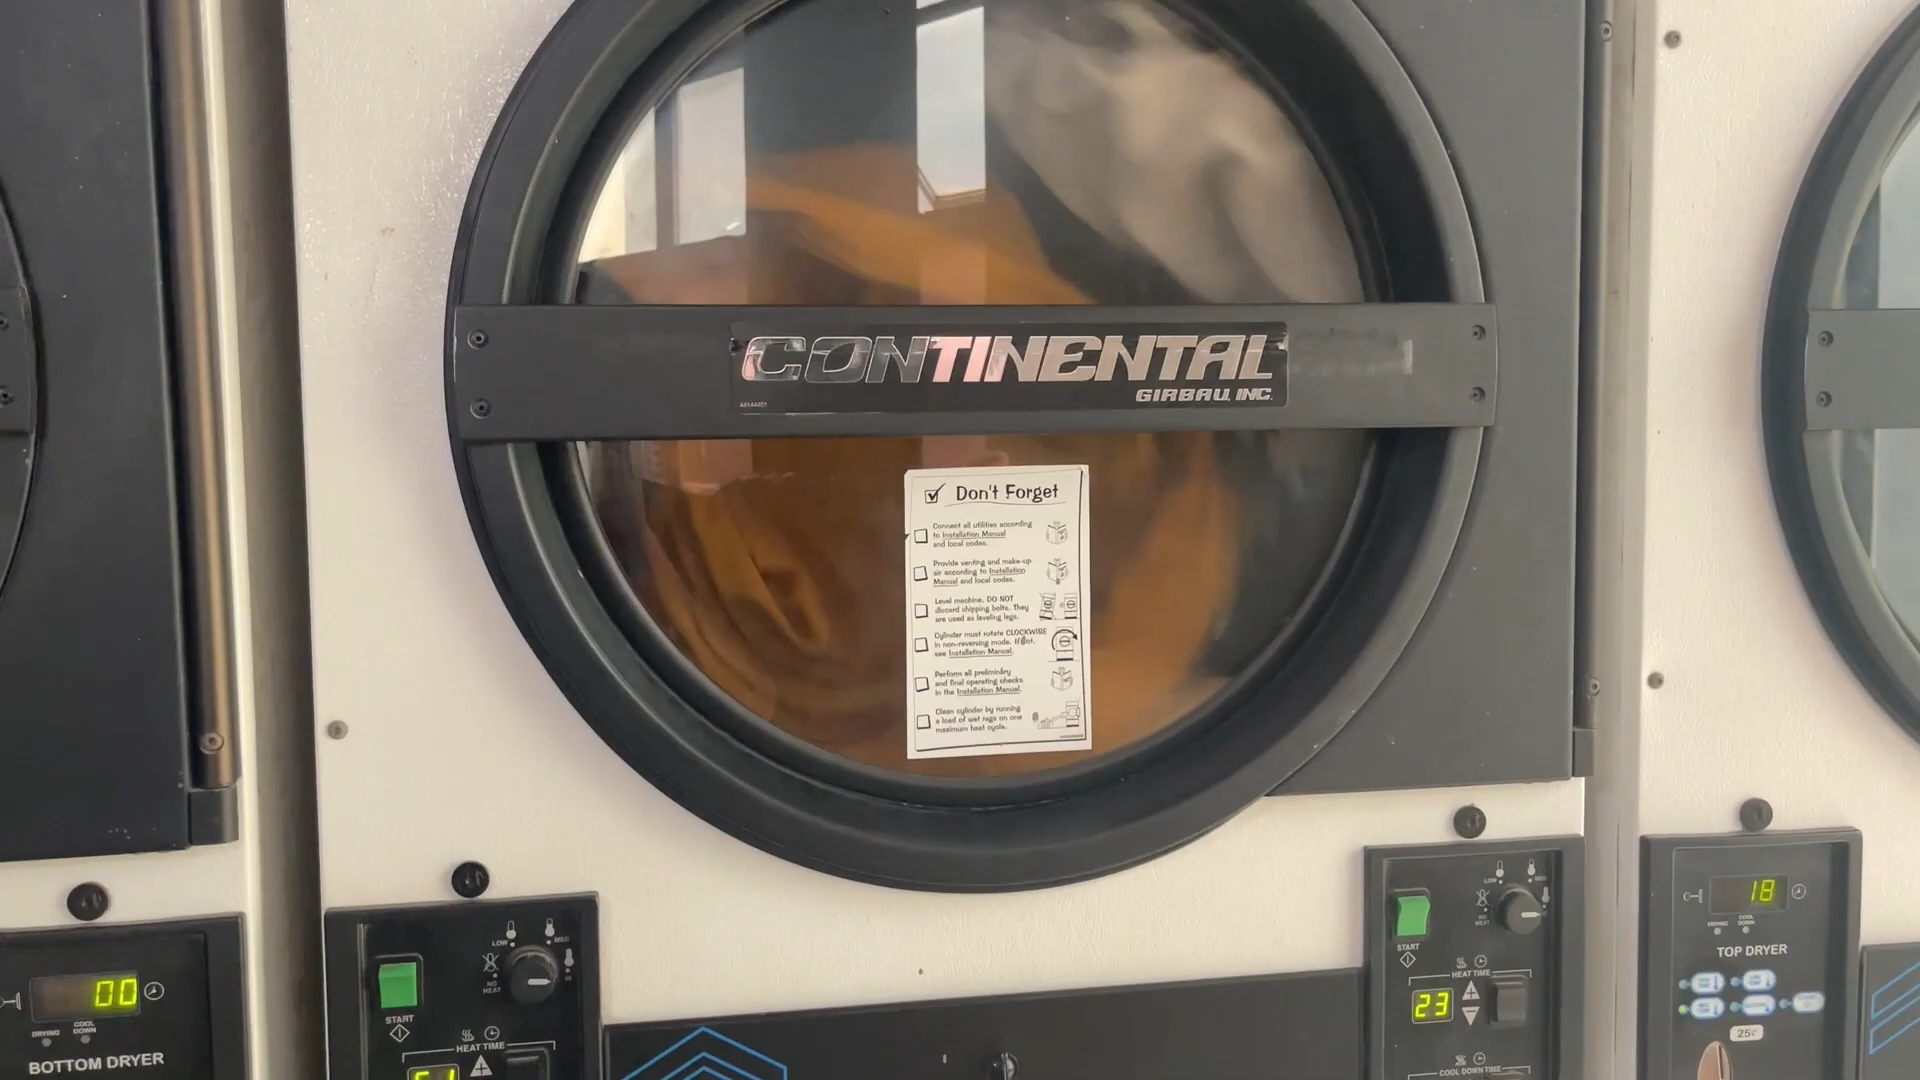 CONTINENTAL
GIRBAU, INC.
Don't Forget
Connect all utilities according
to Installation Manual
and local codes.
Provide venting and make-up
air according to Installation
Manual and local codes.
Level machine. DO NOT
discard shipping bolts. They
are used as leveling legs.
Cylinder must rotate CLOCKWISE
in non-reversing mode. If not,
see Installation Manual.
Perform all preliminary
and final operating checks
in the Installation Manual.
Clean cylinder by running
a load of wet rags on one
maximum heat cycle.
00
DRYING
COOL
DOWN
BOTTOM DRYER
LOW
MED
NO
HEAT
START
HEAT TIME
LOW
MED
NO
HEAT
START
HEAT TIME
23
COOL DOWN TIME
18
DRYING
COOL
DOWN
TOP DRYER
25¢